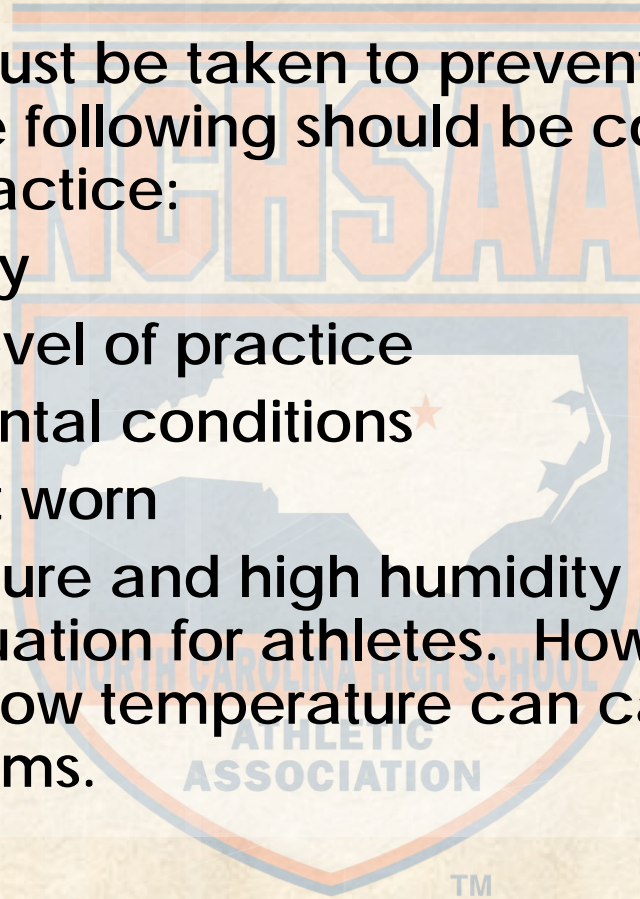 ust be taken to prevent
e following should be co
actice:
y
vel of practice
ntal conditions
t worn
ure and high humidity
uation for athletes.  How
ow temperature can ca
ms.
NCHSAA
NORTH CAROLINA HIGH SCHOOL
ATHLETIC
ASSOCIATION
TM